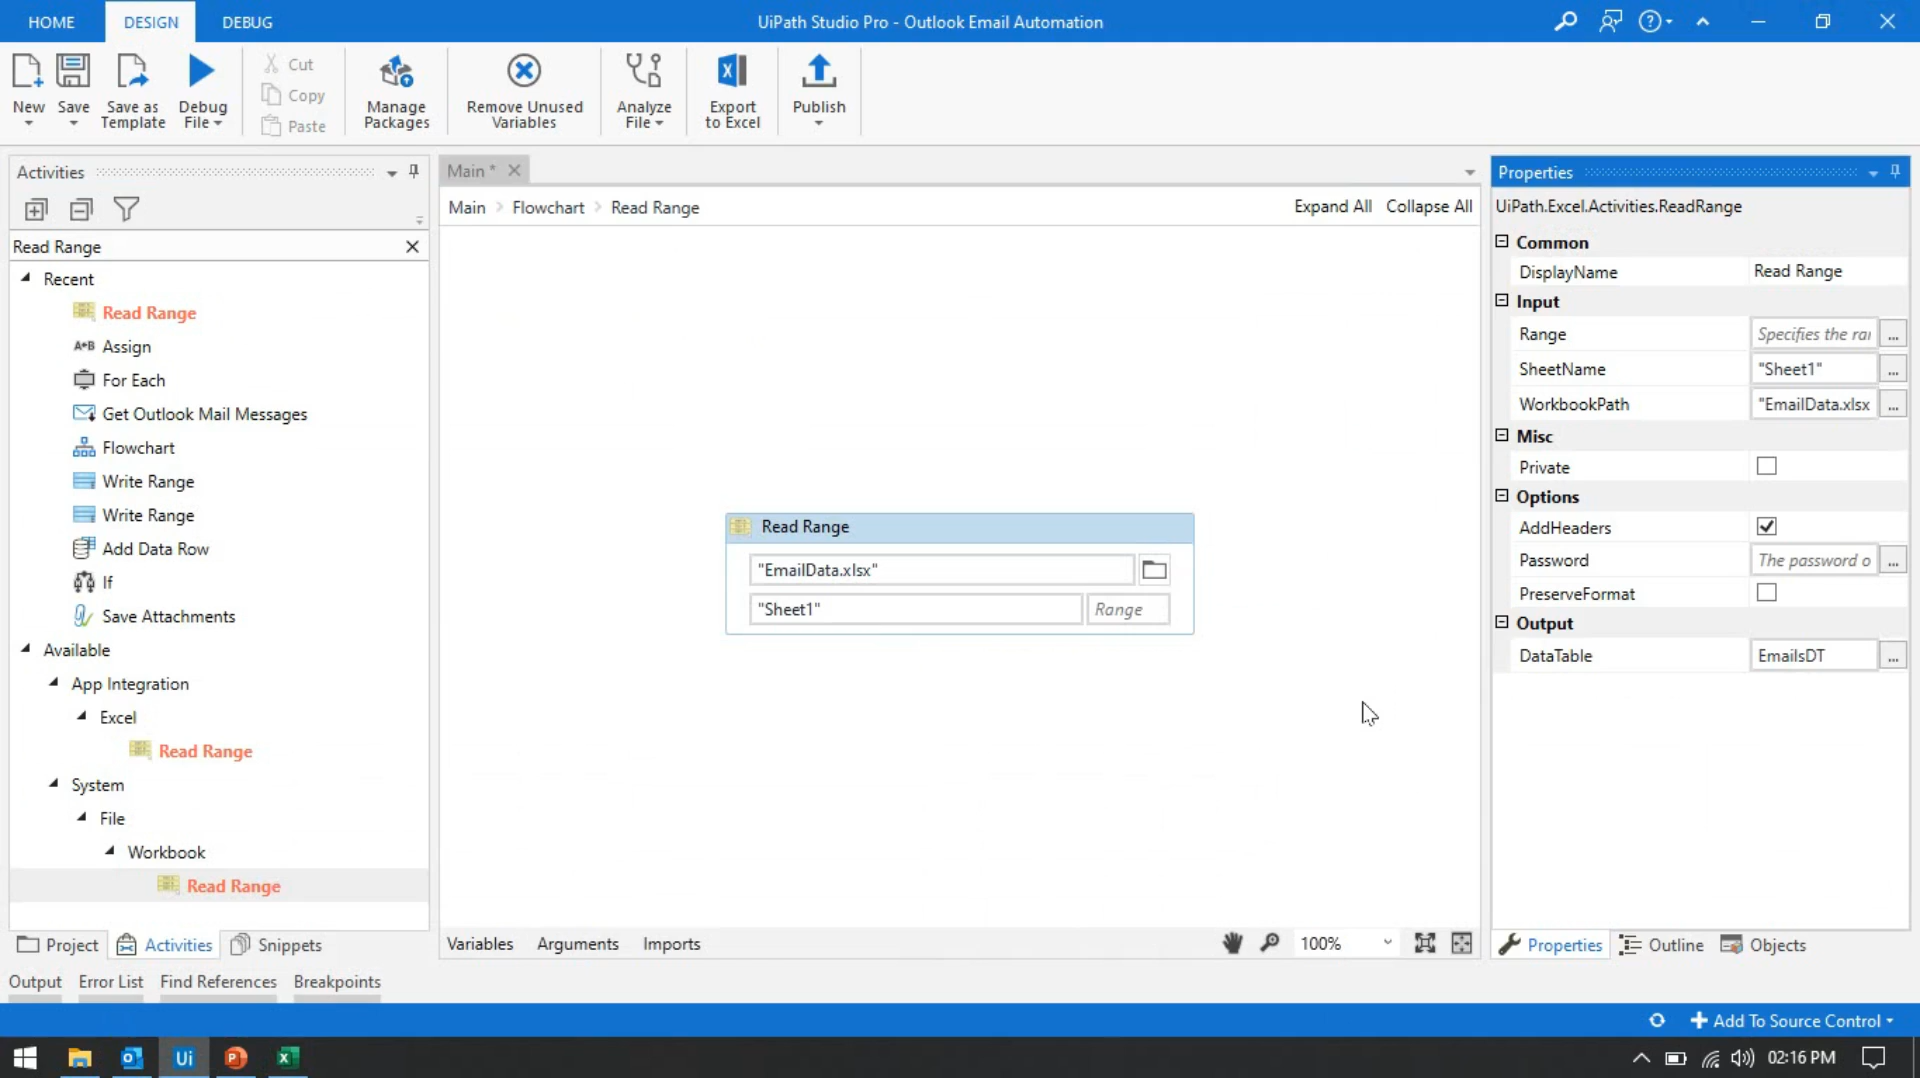 HOME DESIGN DEBUG UiPath Studio Pro - Outlook Email Automation
New Save Save as Template Debug File
Cut
Copy
Paste
Manage Packages
Remove Unused Variables
Analyze File
Export to Excel
Publish
Activities
Read Range
Recent
Read Range
Assign
For Each
Get Outlook Mail Messages
Flowchart
Write Range
Write Range
Add Data Row
If
Save Attachments
Available
App Integration
Excel
Read Range
System
File
Workbook
Read Range
Project Activities Snippets
Main *
Main Flowchart Read Range Expand All Collapse All
Read Range
"EmailData.xlsx"
"Sheet1" Range
Variables Arguments Imports 100%
Properties
UiPath.Excel.Activities.ReadRange
Common
DisplayName Read Range
Input
Range Specifies the rai ...
SheetName "Sheet1" ...
WorkbookPath "EmailData.xlsx ...
Misc
Private
Options
AddHeaders
Password The password o ...
PreserveFormat
Output
DataTable EmailsDT ...
Properties Outline Objects
Output Error List Find References Breakpoints
Add To Source Control
Ui 02:16 PM